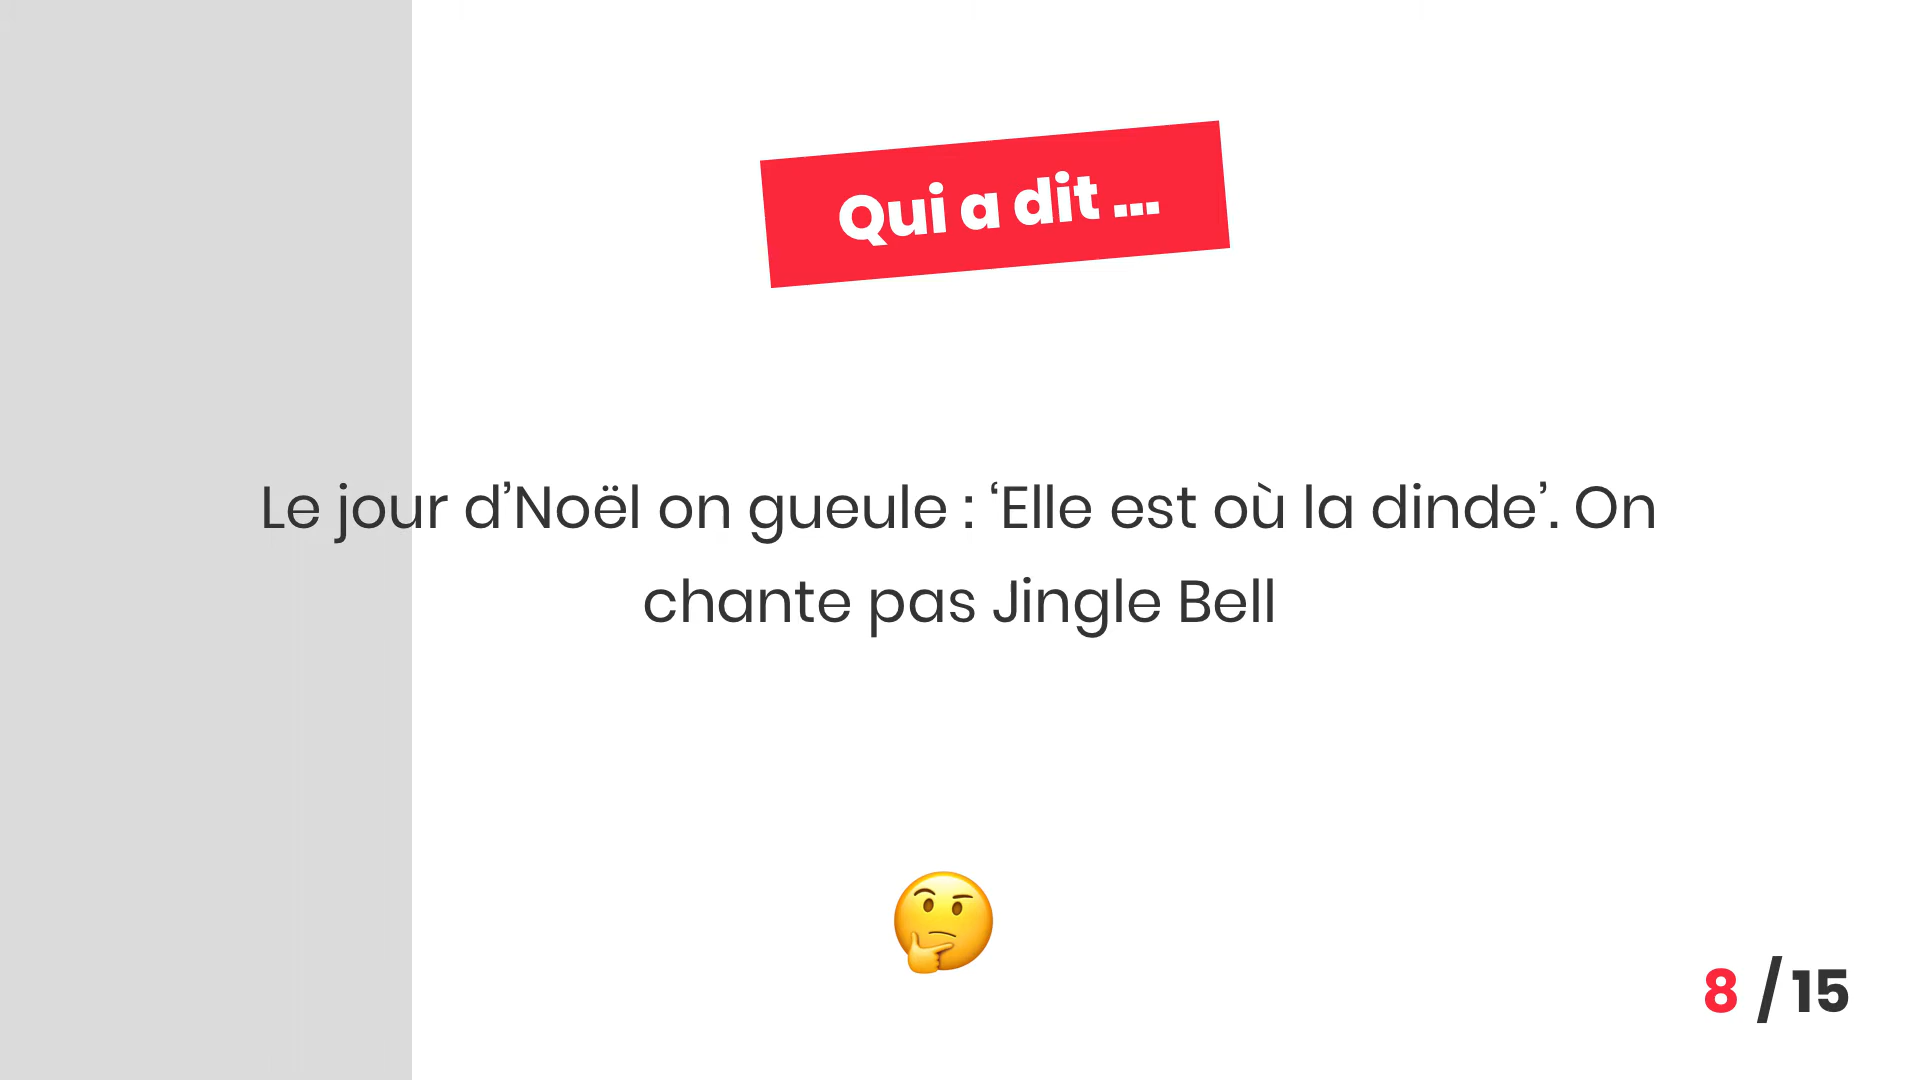 Qui a dit ...
Le jour d’Noël on gueule : ‘Elle est où la dinde’. On
chante pas Jingle Bell
8 / 15